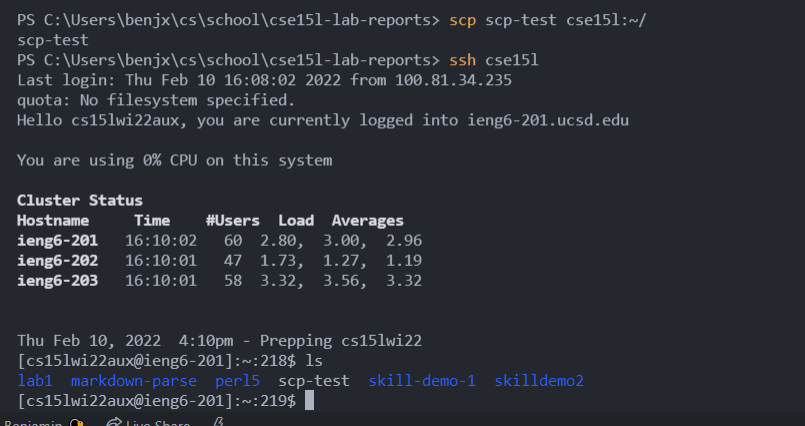 PS C:\Users\benjx\cs\school\cse15l-lab-reports> scp scp-test cse15l:~/
scp-test
PS C:\Users\benjx\cs\school\cse15l-lab-reports> ssh cse15l
Last login: Thu Feb 10 16:08:02 2022 from 100.81.34.235
quota: No filesystem specified.
Hello cs15lwi22aux, you are currently logged into ieng6-201.ucsd.edu
You are using 0% CPU on this system
Cluster Status
Hostname     Time    #Users  Load  Averages
ieng6-201   16:10:02   60  2.80,  3.00,  2.96
ieng6-202   16:10:01   47  1.73,  1.27,  1.19
ieng6-203   16:10:01   58  3.32,  3.56,  3.32
Thu Feb 10, 2022  4:10pm - Prepping cs15lwi22
[cs15lwi22aux@ieng6-201]:~:218$ ls
lab1  markdown-parse  perl5  scp-test  skill-demo-1  skilldemo2
[cs15lwi22aux@ieng6-201]:~:219$
Benjamin Live Share